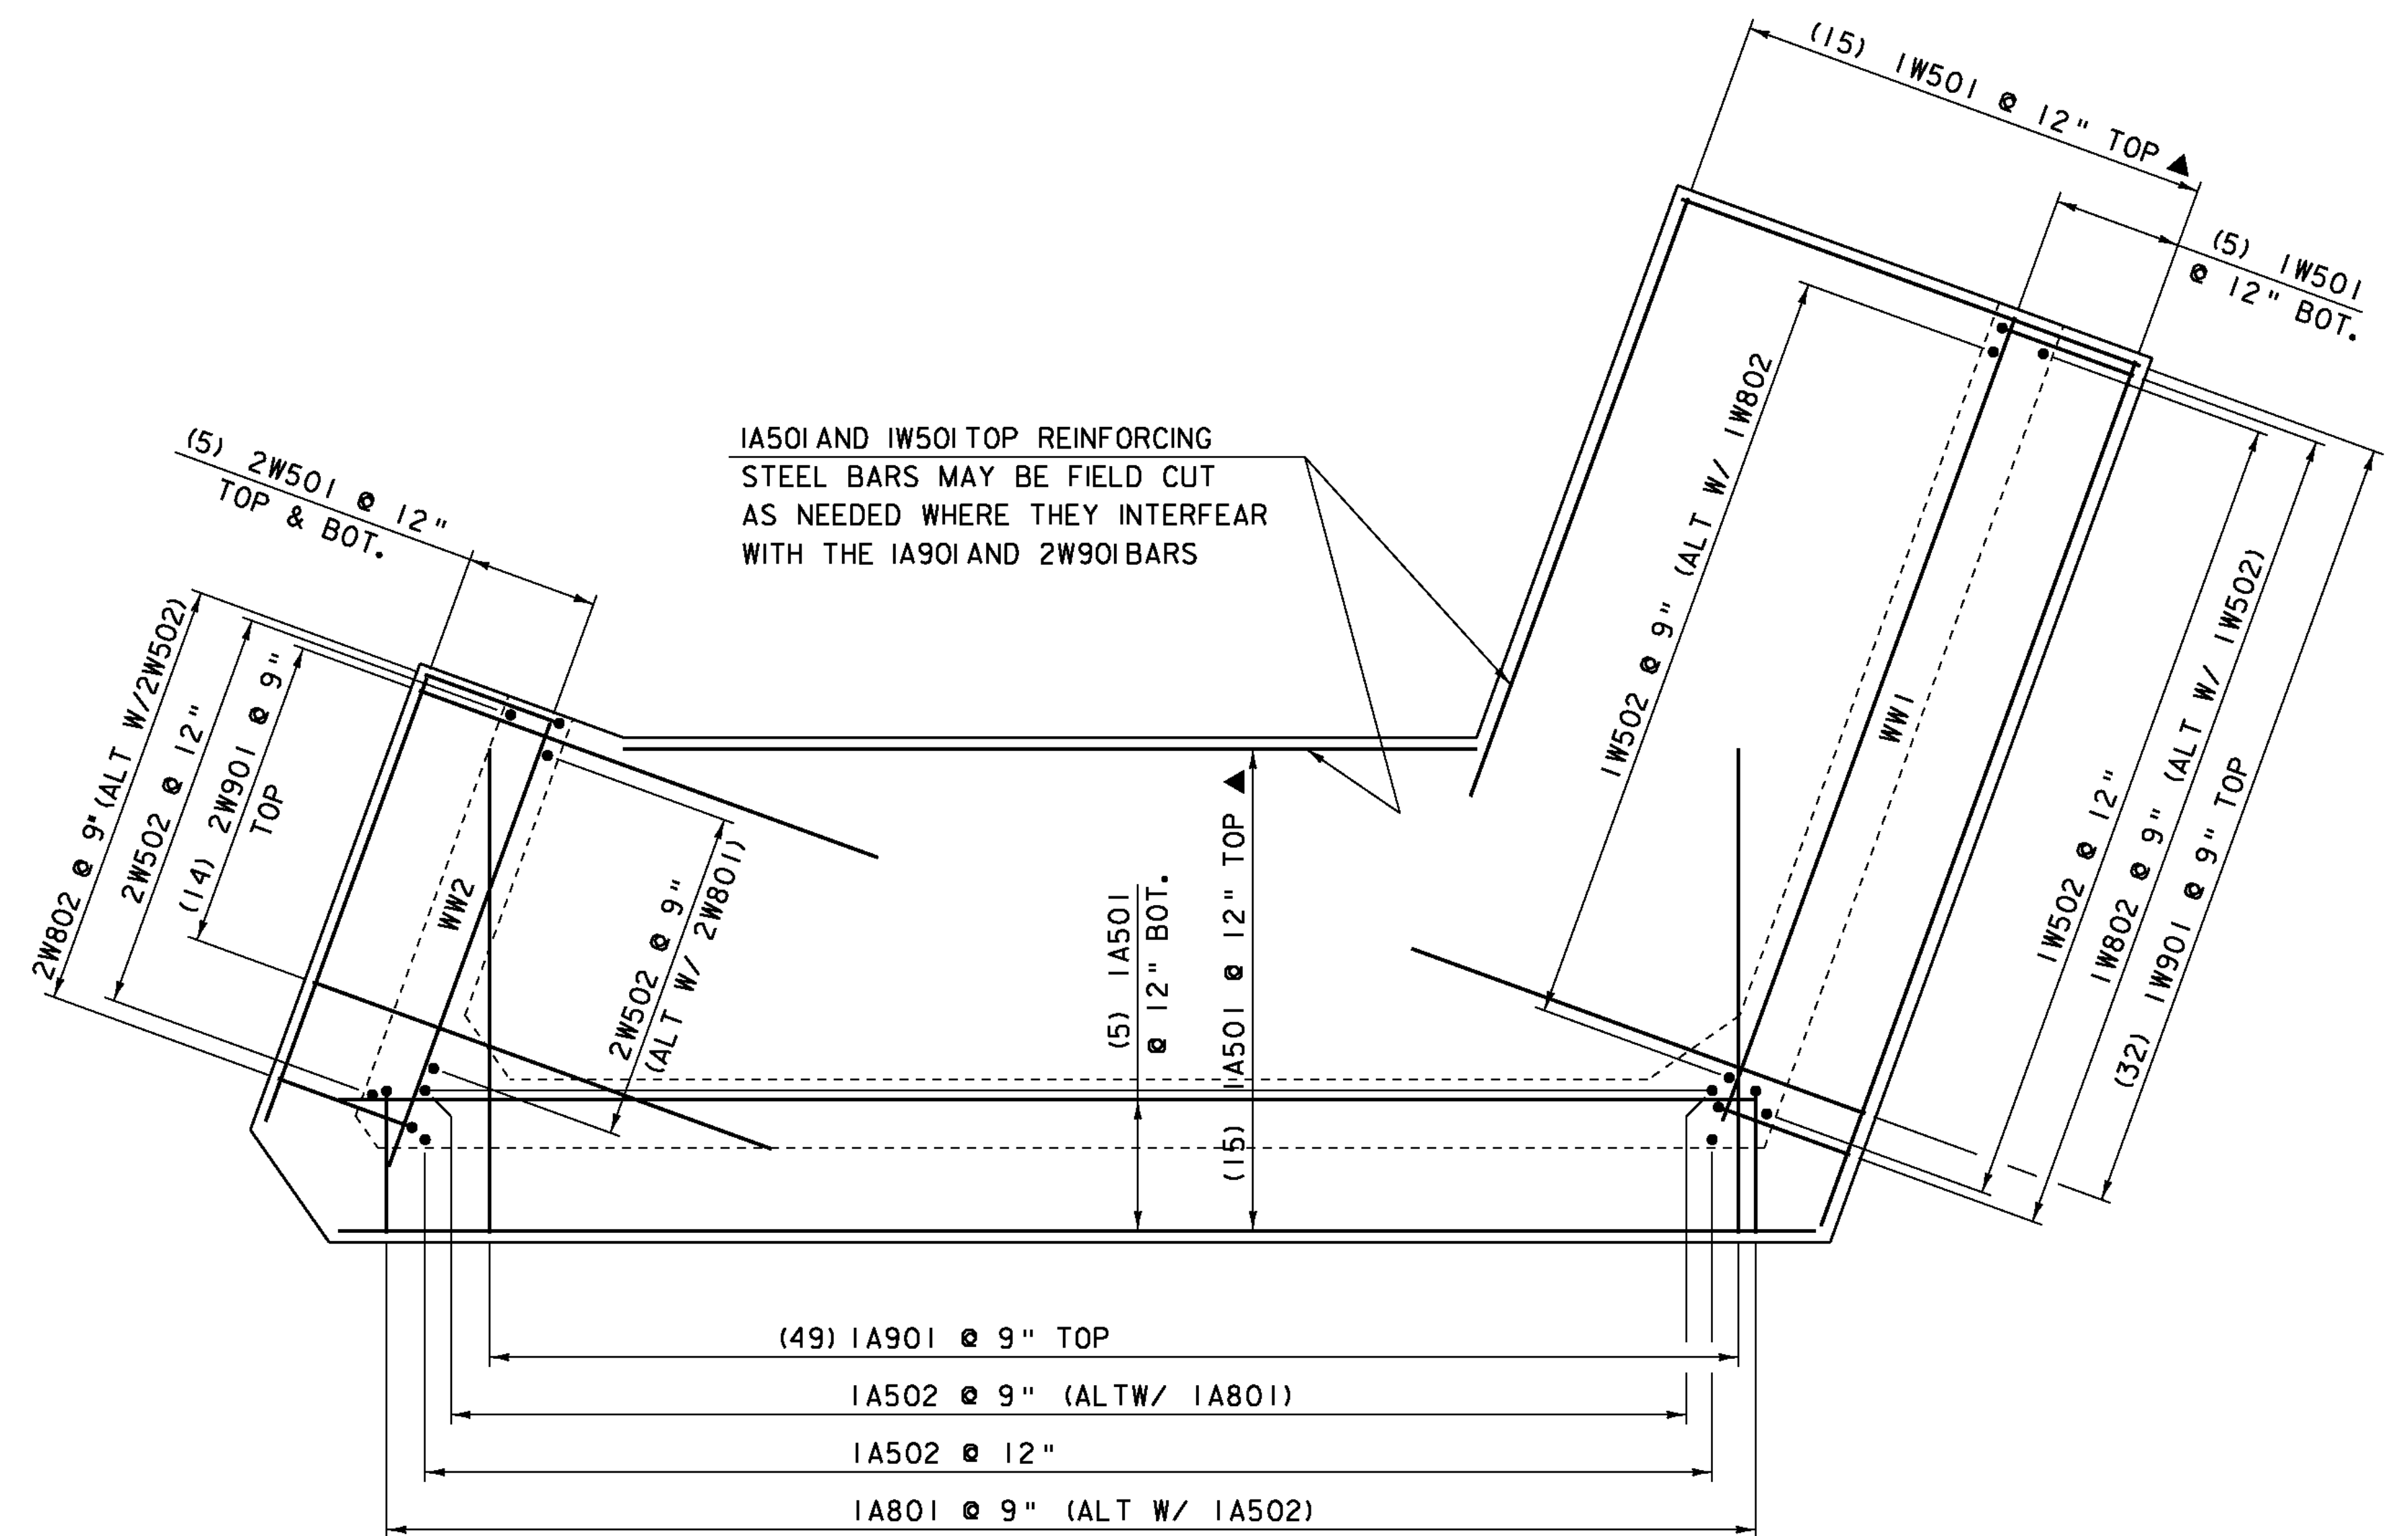 (15) 1W501 @ 12" TOP ▲
(5) 1W501
@ 12" BOT.
1A501 AND 1W501 TOP REINFORCING
STEEL BARS MAY BE FIELD CUT
AS NEEDED WHERE THEY INTERFEAR
WITH THE 1A901 AND 2W901 BARS
(5) 2W501 @ 12"
TOP & BOT.
2W802 @ 9" (ALT W/2W502)
2W502 @ 12"
(14) 2W901 @ 9"
TOP
WW2
2W502 @ 9"
(ALT W/ 2W801)
(5) 1A501
@ 12" BOT.
(15) 1A501 @ 12" TOP ▲
1W502 @ 9" (ALT W/ 1W802
WW1
1W502 @ 12"
1W802 @ 9" (ALT W/ 1W502)
(32) 1W901 @ 9" TOP
(49) 1A901 @ 9" TOP
1A502 @ 9" (ALTW/ 1A801)
1A502 @ 12"
1A801 @ 9" (ALT W/ 1A502)